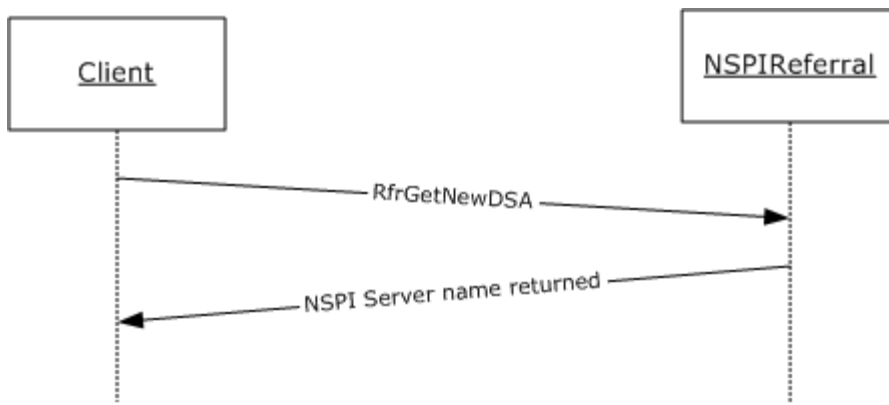 Client
NSPIReferral
RfrGetNewDSA
NSPI Server name returned